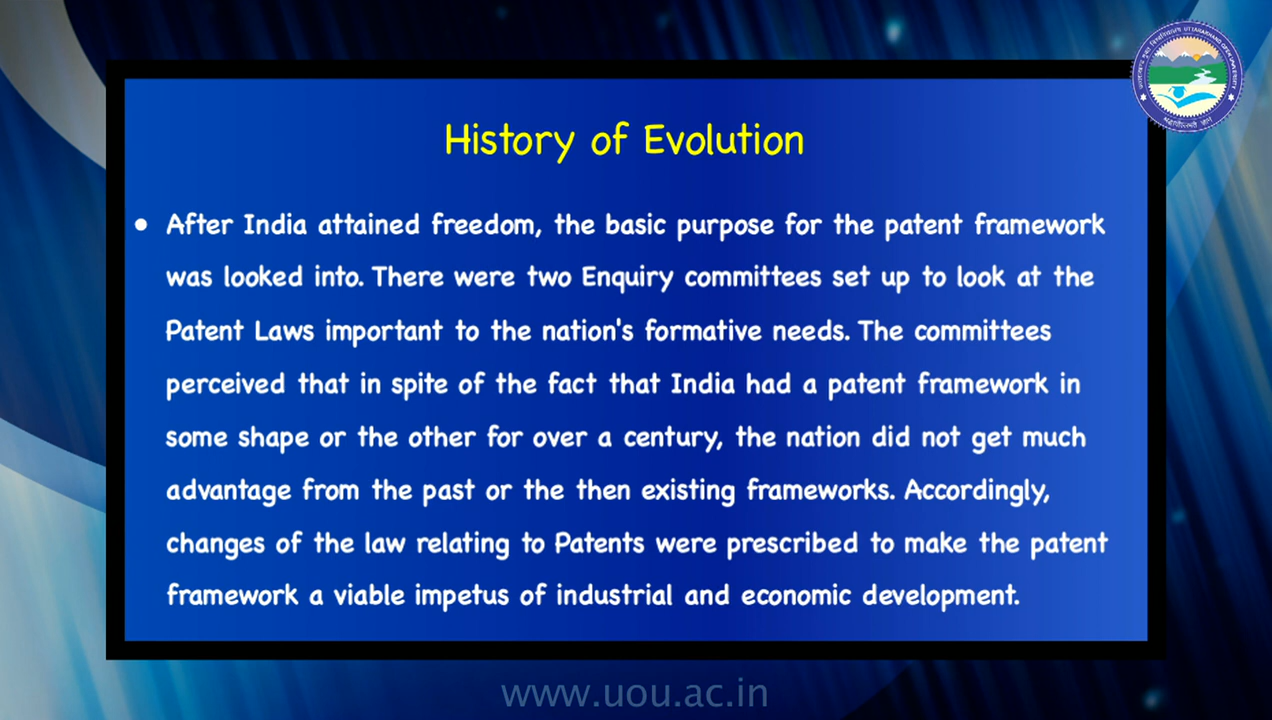 History of Evolution
• After India attained freedom, the basic purpose for the patent framework
was looked into. There were two Enquiry committees set up to look at the
Patent Laws important to the nation's formative needs. The committees
perceived that in spite of the fact that India had a patent framework in
some shape or the other for over a century, the nation did not get much
advantage from the past or the then existing frameworks. Accordingly,
changes of the law relating to Patents were prescribed to make the patent
framework a viable impetus of industrial and economic development.
UTTARAKHAND OPEN UNIVERSITY
www.uou.ac.in